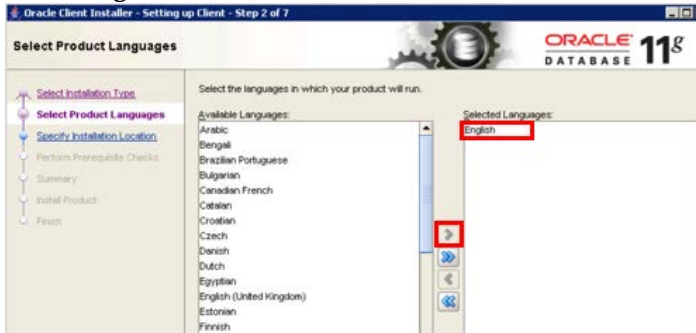 Oracle Client Installer - Setting up Client - Step 2 of 7
Select Product Languages
ORACLE
DATABASE 11g
Select Installation Type
Select Product Languages
Specify Installation Location
Perform Prerequisite Checks
Summary
Install Product
Finish
Select the languages in which your product will run.
Available Languages:
Arabic
Bengali
Brazilian Portuguese
Bulgarian
Canadian French
Catalan
Croatian
Czech
Danish
Dutch
Egyptian
English (United Kingdom)
Estonian
Finnish
Selected Languages:
English